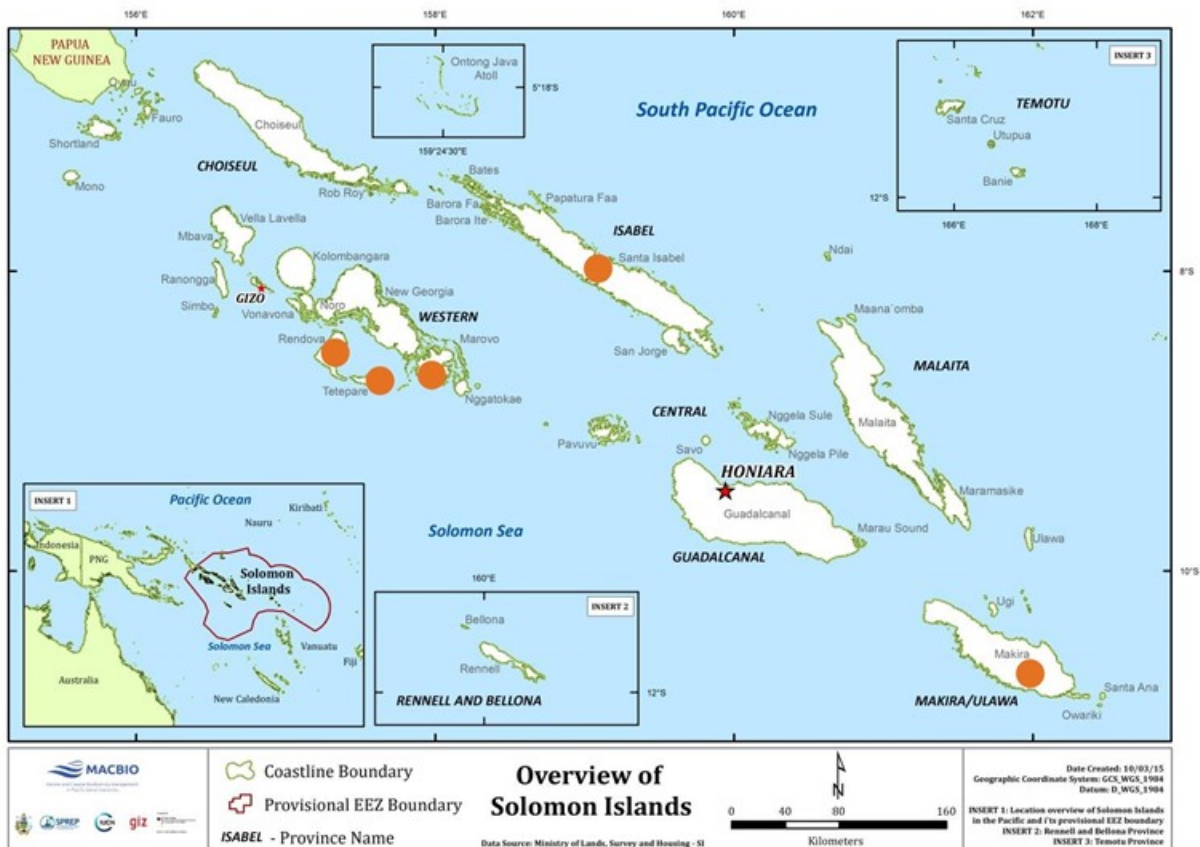 156°E
158°E
160°E
162°E
PAPUA
NEW GUINEA
Fauro
Shortland
Mono
Choiseul
CHOISEUL
Rob Roy
Ontong Java
Atoll
5°18'S
159°24'30"E
South Pacific Ocean
INSERT 3
TEMOTU
Santa Cruz
Utupua
Banie
12°S
166°E
168°E
Bates
Barora Fa
Papatura Faa
Barora Ite
ISABEL
Santa Isabel
San Jorge
Vella Lavella
Mbava
Kolombangara
Ranongga
GIZO
Simbo
Vonavona
Noro
New Georgia
WESTERN
Rendova
Marovo
Tetepare
Nggatokae
Ndai
8°S
8°S
Maana'omba
MALAITA
Malaita
Maramasike
CENTRAL
Nggela Sule
Pavuvu
Savo
Nggela Pile
HONIARA
Guadalcanal
Marau Sound
GUADALCANAL
Ulawa
10°S
Ugi
Makira
Santa Ana
MAKIRA/ULAWA
Owariki
Solomon Sea
INSERT 1
Pacific Ocean
Kiribati
Nauru
Indonesia
PNG
Solomon
Islands
Solomon Sea
Vanuatu
Fiji
Australia
New Caledonia
160°E
INSERT 2
Bellona
Rennell
12°S
RENNELL AND BELLONA
MACBIO
SPREP
IUCN
giz
Coastline Boundary
Provisional EEZ Boundary
ISABEL - Province Name
Overview of
Solomon Islands
Data Source: Ministry of Lands, Survey and Housing - SI
N
0 40 80 160
Kilometers
Date Created: 10/03/15
Geographic Coordinate System: GCS_WGS_1984
Datum: D_WGS_1984
INSERT 1: Location overview of Solomon Islands
in the Pacific and i'ts provisional EEZ boundary
INSERT 2: Rennell and Bellona Province
INSERT 3: Temotu Province